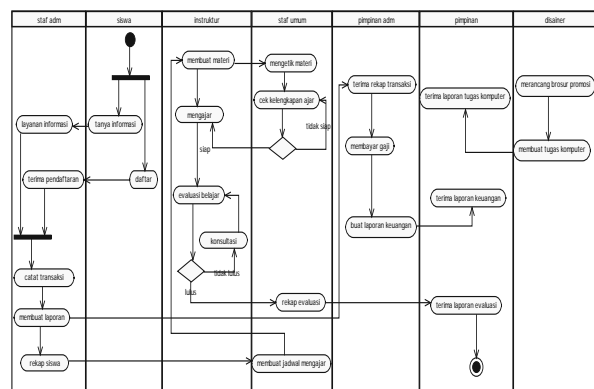 staf adm
siswa
instruktur
staf umum
pimpinan adm
pimpinan
disainer
membuat materi
mengetik materi
terima rekap transaksi
terima laporan tugas komputer
merancang brosur promosi
cek kelengkapan ajar
layanan informasi
tanya informasi
mengajar
tidak siap
siap
membayar gaji
membuat tugas komputer
terima pendaftaran
daftar
evaluasi belajar
terima laporan keuangan
buat laporan keuangan
konsultasi
tidak lulus
lulus
catat transaksi
rekap evaluasi
terima laporan evaluasi
membuat laporan
rekap siswa
membuat jadwal mengajar